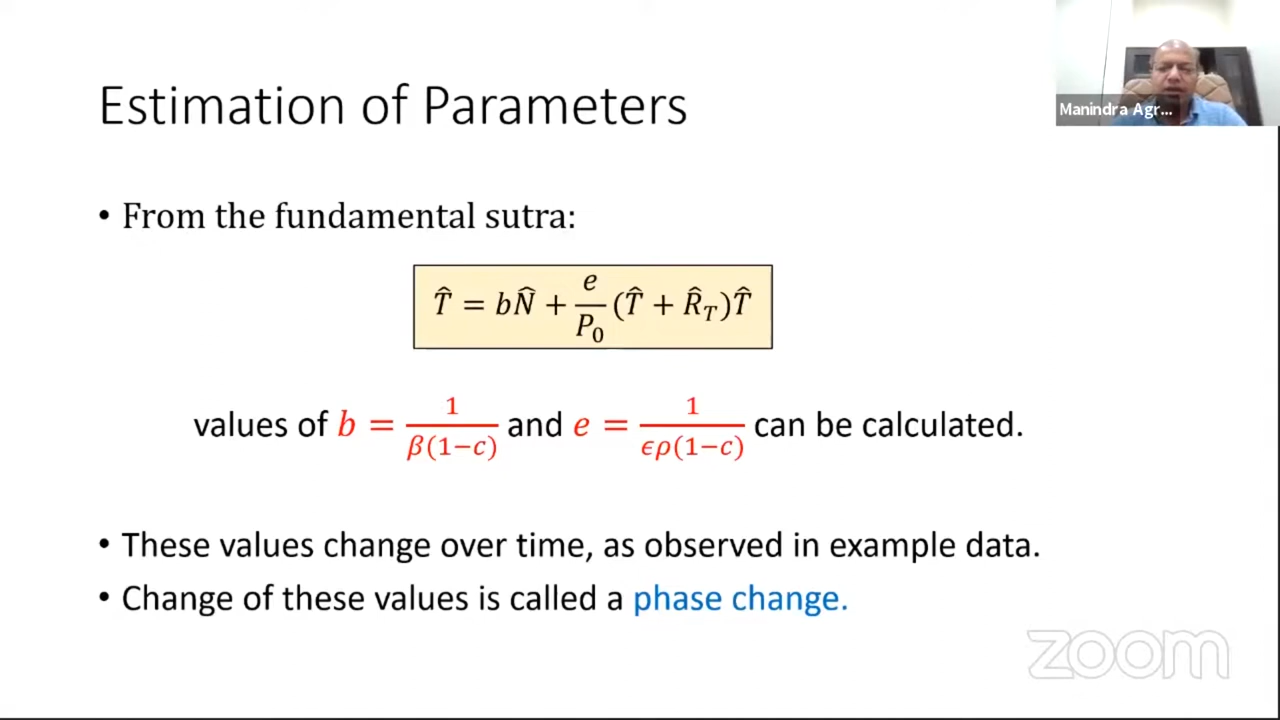 Estimation of Parameters
Manindra Agr...
• From the fundamental sutra:
T̂ = bN̂ + e/P₀ (T̂ + R̂_T)T̂
values of b = 1/β(1−c) and e = 1/ϵρ(1−c) can be calculated.
• These values change over time, as observed in example data.
• Change of these values is called a phase change.
zoom